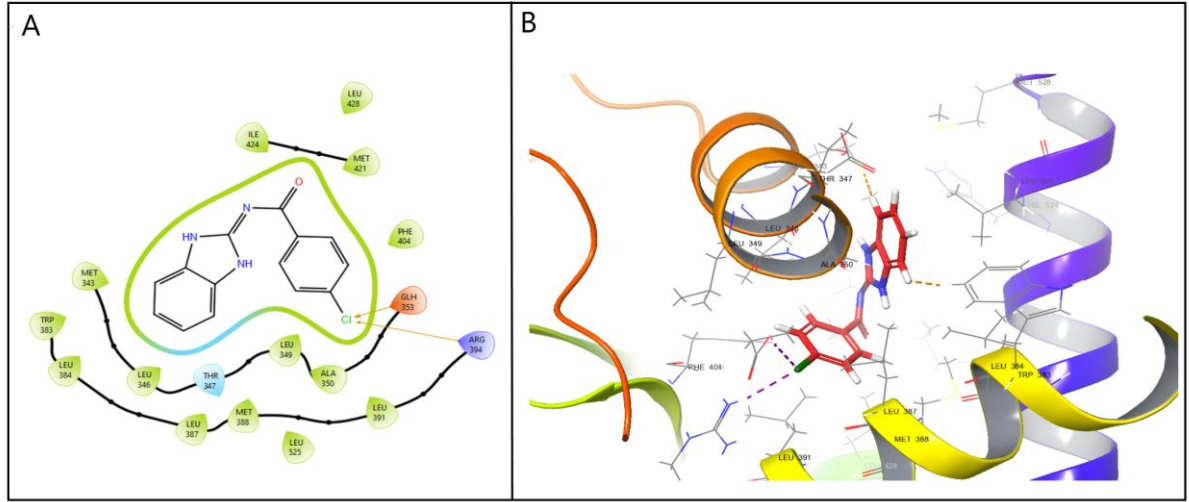 A
LEU
428
ILE
424
MET
421
O
N
HN
NH
Cl
PHE
404
MET
343
GLH
353
TRP
383
ARG
394
LEU
384
LEU
346
THR
347
LEU
349
ALA
350
LEU
387
MET
388
LEU
391
LEU
525
B
THR 347
LEU 349
PHE 404
LEU 384
TRP 383
LEU 387
MET 388
LEU 391
LEU 428